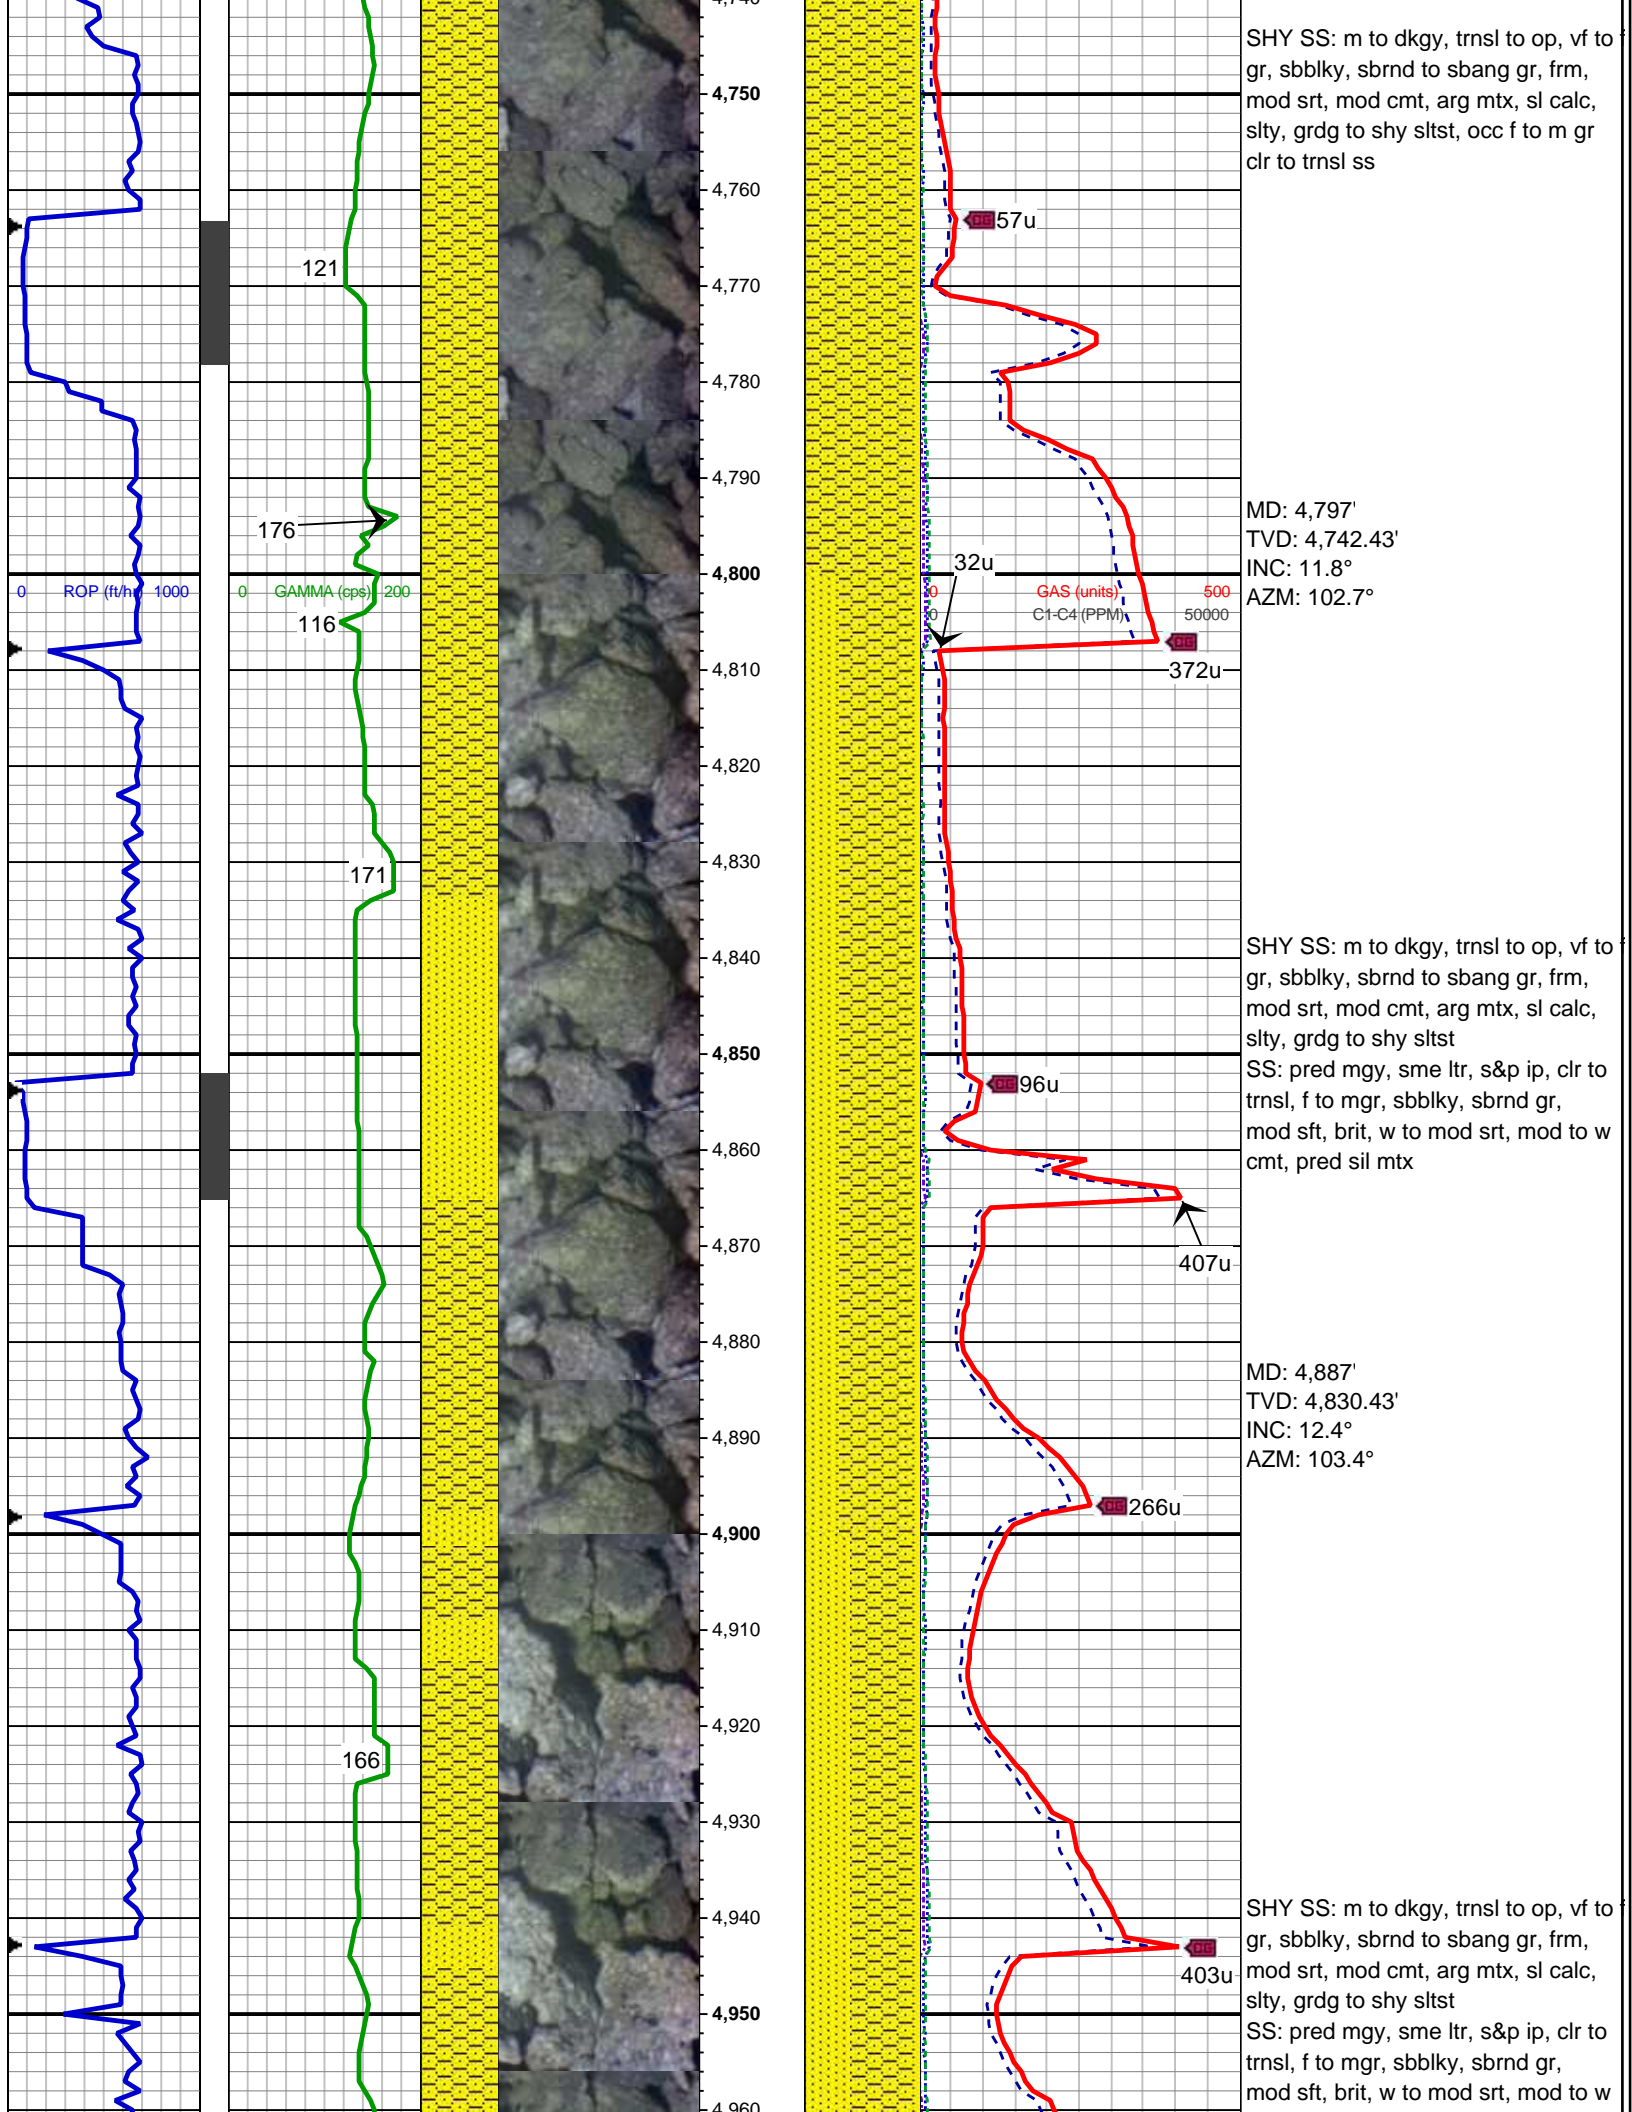 4,740
SHY SS: m to dkgy, trnsl to op, vf to f
gr, sbblky, sbrnd to sbang gr, frm,
mod srt, mod cmt, arg mtx, sl calc,
slty, grdg to shy sltst, occ f to m gr
clr to trnsl ss
4,750
4,760
CG 57u
121
4,770
4,780
4,790
176
MD: 4,797'
TVD: 4,742.43'
INC: 11.8°
AZM: 102.7°
32u
4,800
0 ROP (ft/hr) 1000
0 GAMMA (cps) 200
0 GAS (units) 500
0 C1-C4 (PPM) 50000
116
CG
372u
4,810
4,820
171
4,830
4,840
SHY SS: m to dkgy, trnsl to op, vf to f
gr, sbblky, sbrnd to sbang gr, frm,
mod srt, mod cmt, arg mtx, sl calc,
slty, grdg to shy sltst
SS: pred mgy, sme ltr, s&p ip, clr to
trnsl, f to mgr, sbblky, sbrnd gr,
mod sft, brit, w to mod srt, mod to w
cmt, pred sil mtx
4,850
CG 96u
4,860
407u
4,870
4,880
MD: 4,887'
TVD: 4,830.43'
INC: 12.4°
AZM: 103.4°
4,890
CG 266u
4,900
4,910
4,920
166
4,930
4,940
CG
403u
SHY SS: m to dkgy, trnsl to op, vf to f
gr, sbblky, sbrnd to sbang gr, frm,
mod srt, mod cmt, arg mtx, sl calc,
slty, grdg to shy sltst
SS: pred mgy, sme ltr, s&p ip, clr to
trnsl, f to mgr, sbblky, sbrnd gr,
mod sft, brit, w to mod srt, mod to w
4,950
4,960